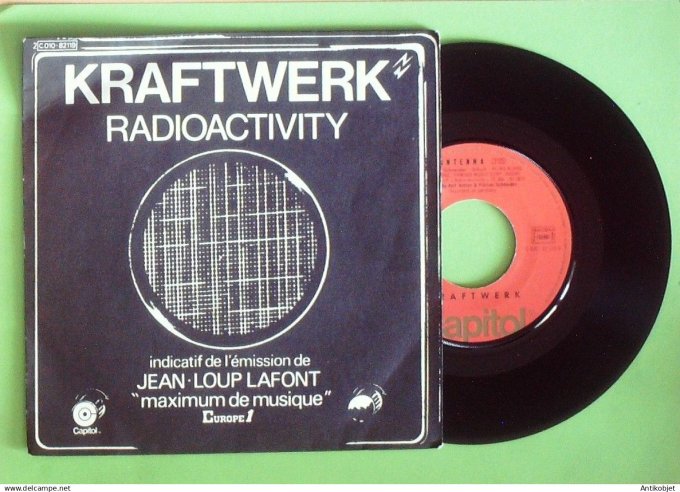 2C.010-82119
KRAFTWERK
RADIOACTIVITY
indicatif de l'émission de
JEAN-LOUP LAFONT
"maximum de musique"
EUROPE 1
Capitol
ANTENNA
KRAFTWERK
Capitol
www.delcampe.net
Antikobjet